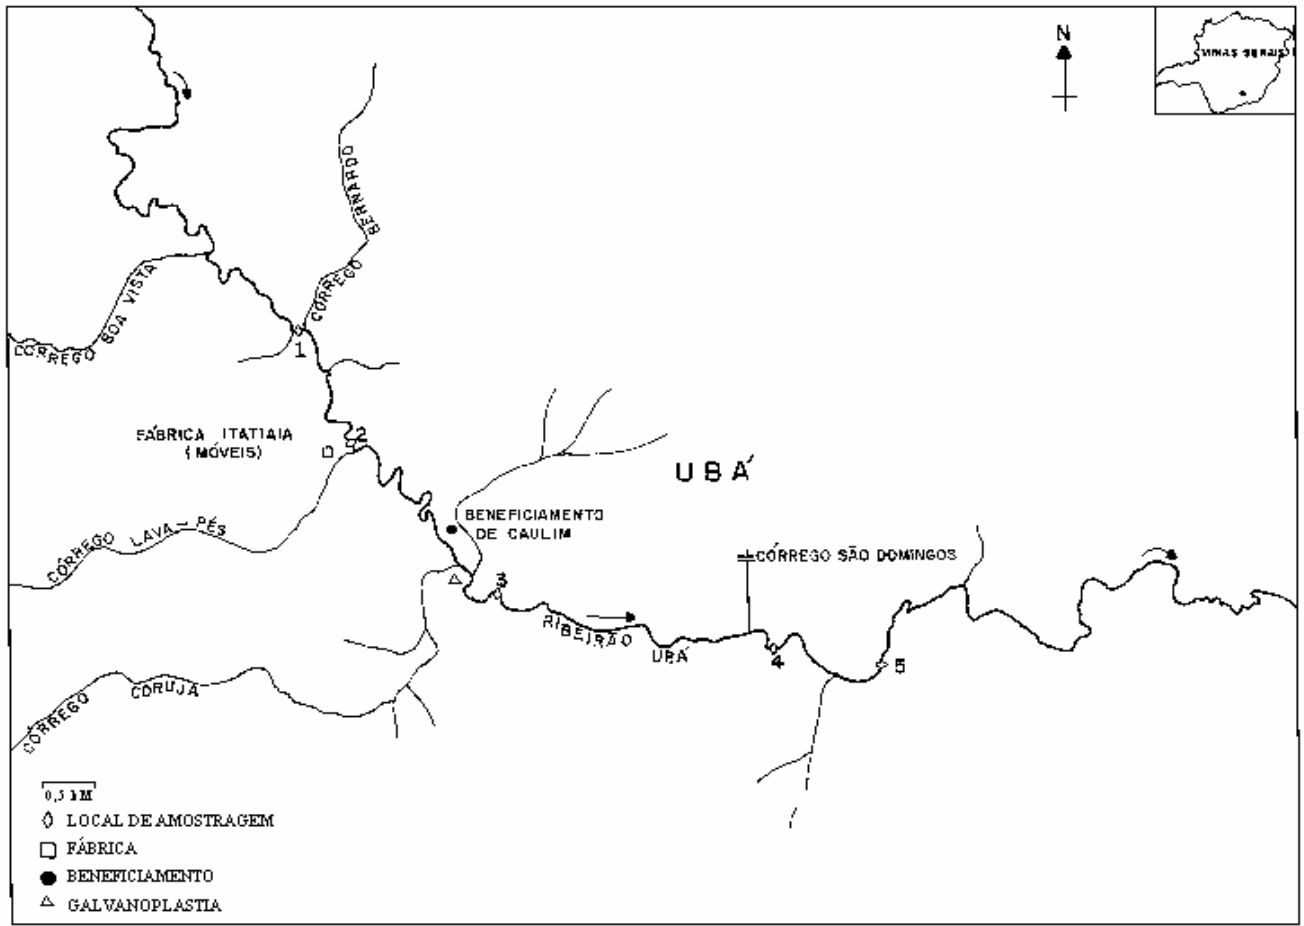 N
MINAS GERAIS
CÓRREGO BERNARDO
CÓRREGO BOA VISTA
1
FÁBRICA ITATIAIA
(MÓVEIS)
2
UBÁ
BENEFICIAMENTO
DE CAULIM
CÓRREGO LAVA-PÉS
CÓRREGO SÃO DOMINGOS
3
RIBEIRÃO UBÁ
4
5
CÓRREGO CORUJA
0,5 kM
LOCAL DE AMOSTRAGEM
FÁBRICA
BENEFICIAMENTO
GALVANOPLASTIA